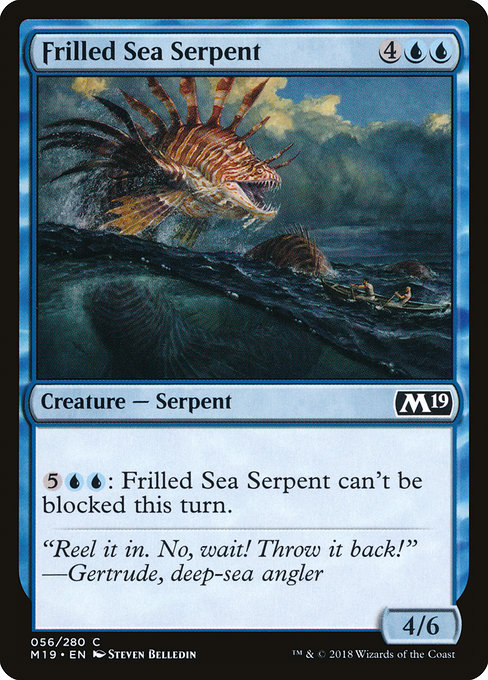 Frilled Sea Serpent 4
Creature — Serpent M19
5: Frilled Sea Serpent can't be
blocked this turn.
“Reel it in. No, wait! Throw it back!”
—Gertrude, deep-sea angler
4/6
056/280 C
M19 • EN Steven Belledin
™ & © 2018 Wizards of the Coast